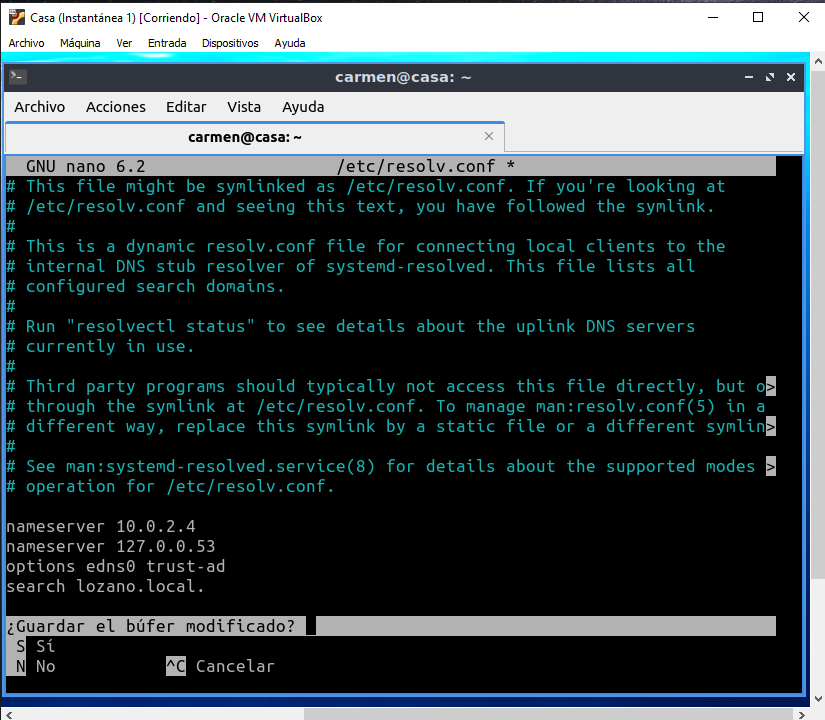 Casa (Instantánea 1) [Corriendo] - Oracle VM VirtualBox
Archivo Máquina Ver Entrada Dispositivos Ayuda
carmen@casa: ~
Archivo Acciones Editar Vista Ayuda
carmen@casa: ~
GNU nano 6.2 /etc/resolv.conf *
# This file might be symlinked as /etc/resolv.conf. If you're looking at
# /etc/resolv.conf and seeing this text, you have followed the symlink.
#
# This is a dynamic resolv.conf file for connecting local clients to the
# internal DNS stub resolver of systemd-resolved. This file lists all
# configured search domains.
#
# Run "resolvectl status" to see details about the uplink DNS servers
# currently in use.
#
# Third party programs should typically not access this file directly, but o>
# through the symlink at /etc/resolv.conf. To manage man:resolv.conf(5) in a
# different way, replace this symlink by a static file or a different symlin>
#
# See man:systemd-resolved.service(8) for details about the supported modes >
# operation for /etc/resolv.conf.
nameserver 10.0.2.4
nameserver 127.0.0.53
options edns0 trust-ad
search lozano.local.
¿Guardar el búfer modificado?
S Sí
N No ^C Cancelar